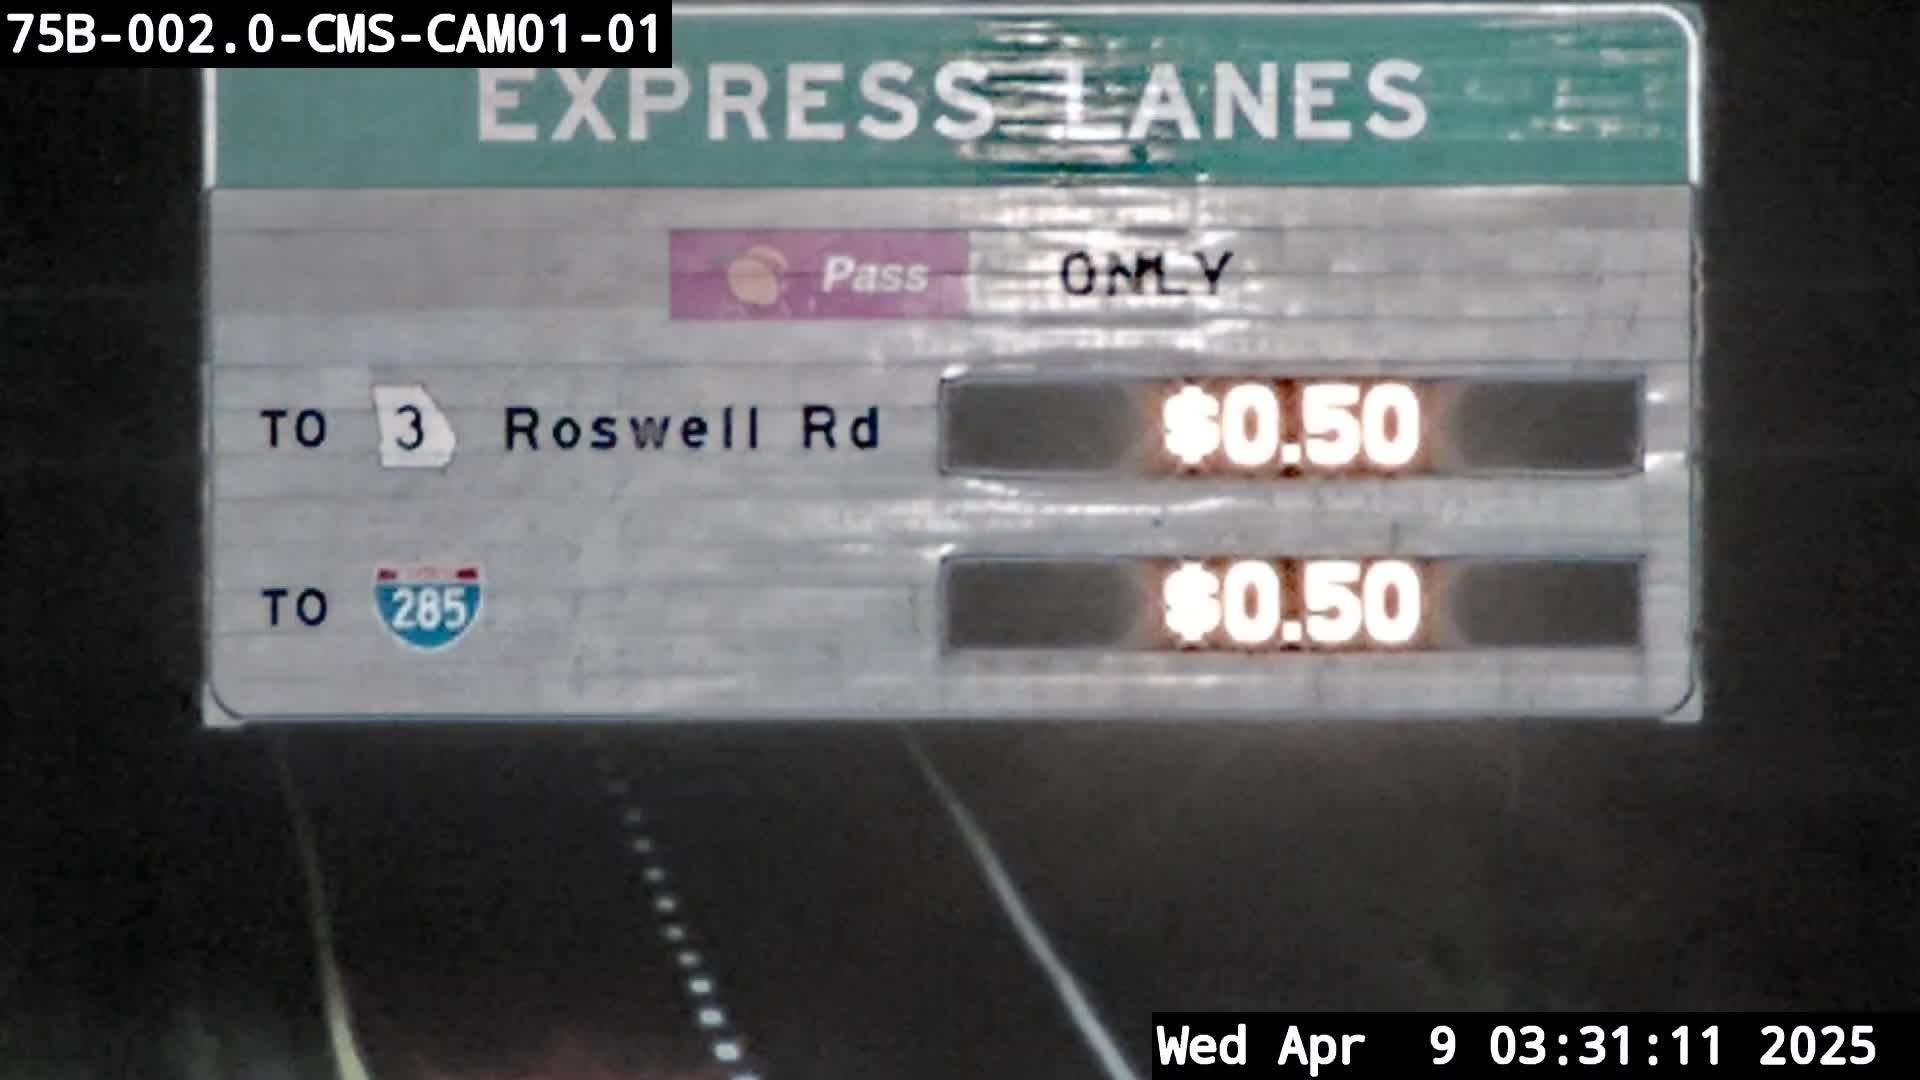 75B-002.0-CMS-CAM01-01
EXPRESS LANES
Pass ONLY
TO 3 Roswell Rd $0.50
TO 285 $0.50
Wed Apr 9 03:31:11 2025